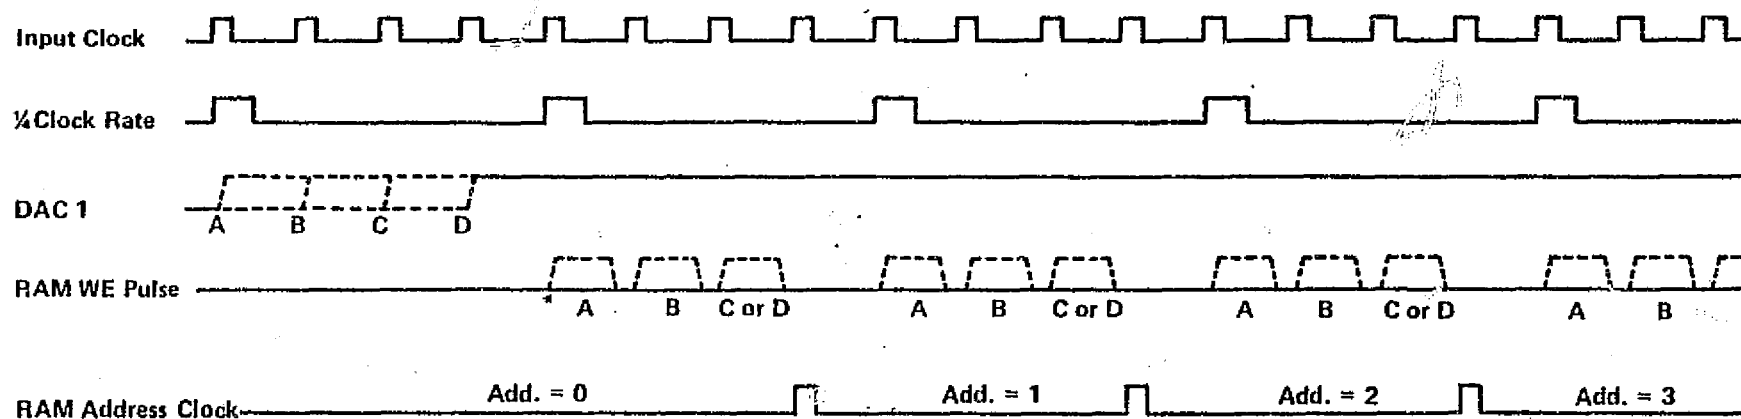 Input Clock
¼ Clock Rate
DAC 1
A B C D
RAM WE Pulse
A B C or D A B C or D A B C or D A B
RAM Address Clock Add. = 0 Add. = 1 Add. = 2 Add. = 3